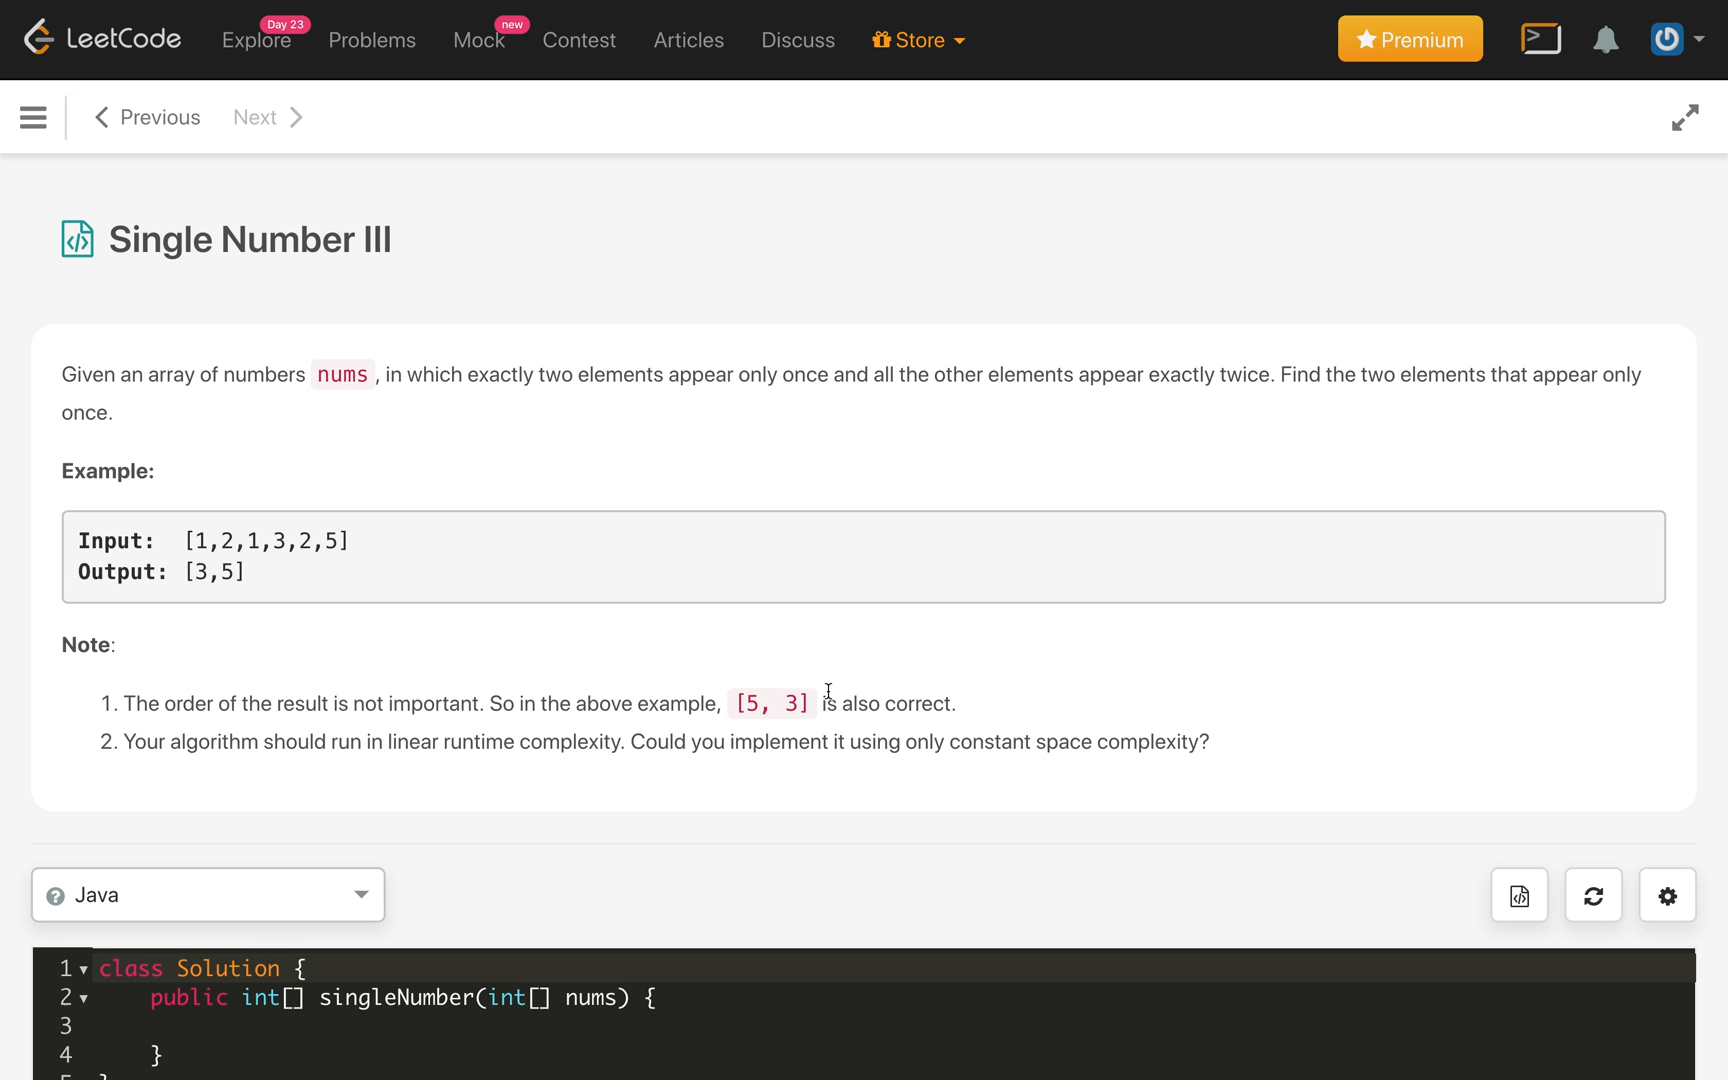 LeetCode Explore Day 23 Problems Mock new Contest Articles Discuss Store Premium
Previous Next
Single Number III
Given an array of numbers nums , in which exactly two elements appear only once and all the other elements appear exactly twice. Find the two elements that appear only
once.
Example:
Input: [1,2,1,3,2,5]
Output: [3,5]
Note:
1. The order of the result is not important. So in the above example, [5, 3] is also correct.
2. Your algorithm should run in linear runtime complexity. Could you implement it using only constant space complexity?
Java
1 class Solution {
2 public int[] singleNumber(int[] nums) {
3
4 }